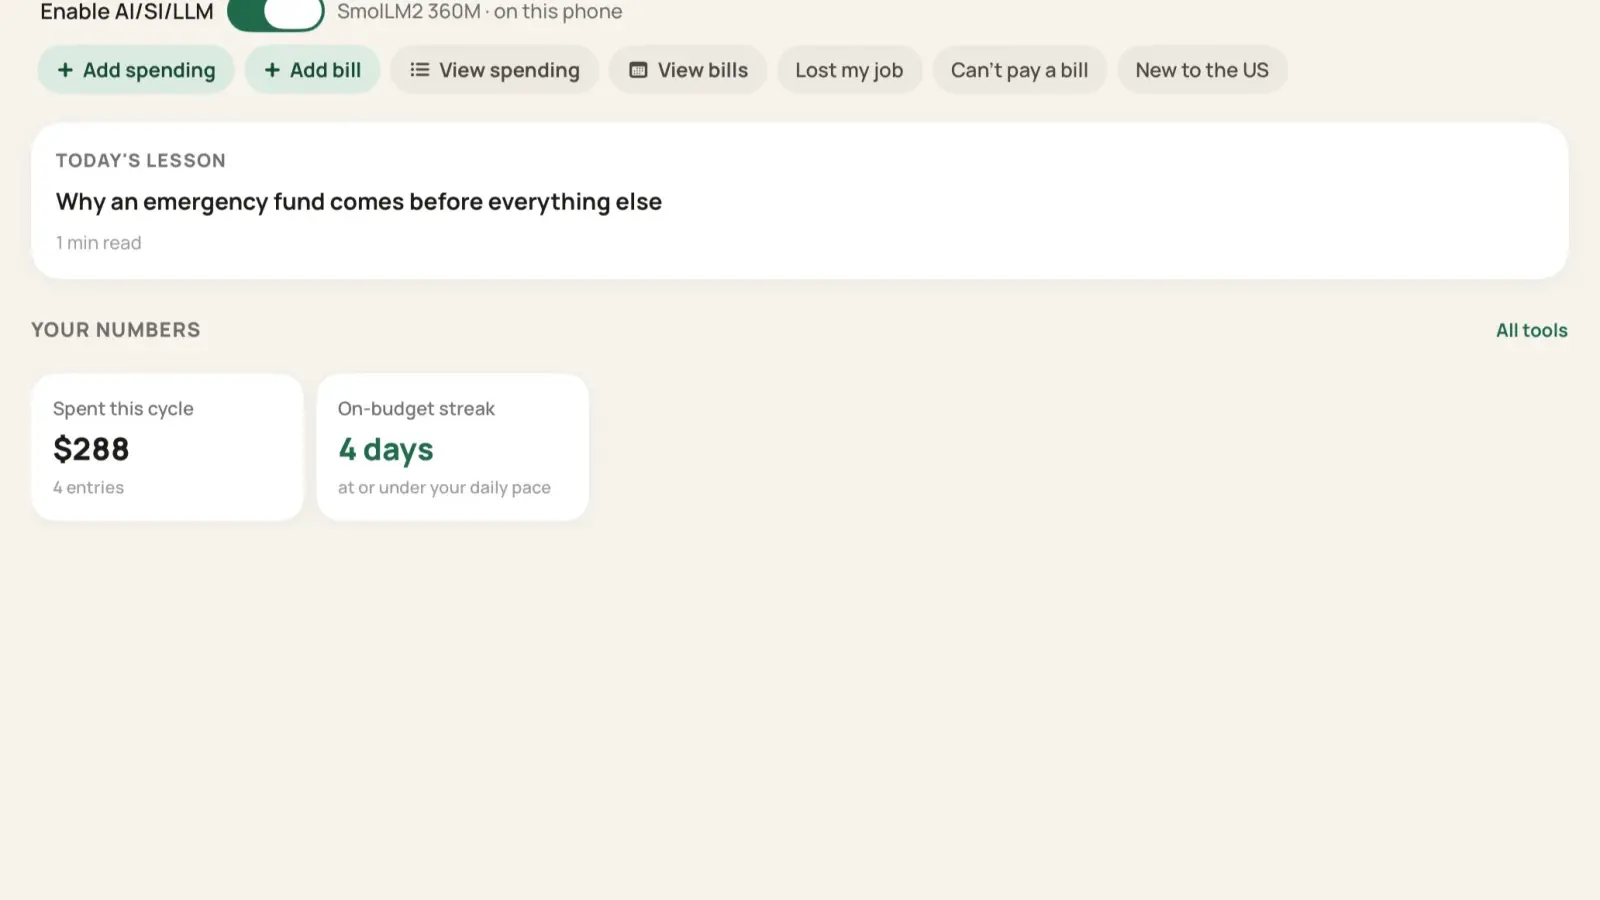 Enable AI/SI/LLM SmolLM2 360M · on this phone
+ Add spending + Add bill View spending View bills Lost my job Can't pay a bill New to the US
TODAY'S LESSON
Why an emergency fund comes before everything else
1 min read
YOUR NUMBERS All tools
Spent this cycle
$288
4 entries
On-budget streak
4 days
at or under your daily pace